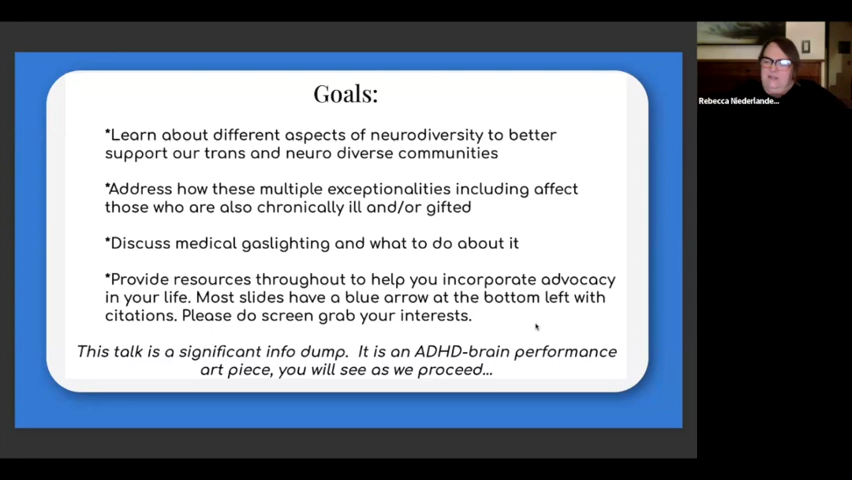 Goals:
*Learn about different aspects of neurodiversity to better
support our trans and neuro diverse communities
*Address how these multiple exceptionalities including affect
those who are also chronically ill and/or gifted
*Discuss medical gaslighting and what to do about it
*Provide resources throughout to help you incorporate advocacy
in your life. Most slides have a blue arrow at the bottom left with
citations. Please do screen grab your interests.
This talk is a significant info dump. It is an ADHD-brain performance
art piece, you will see as we proceed...
Rebecca Niederlande...